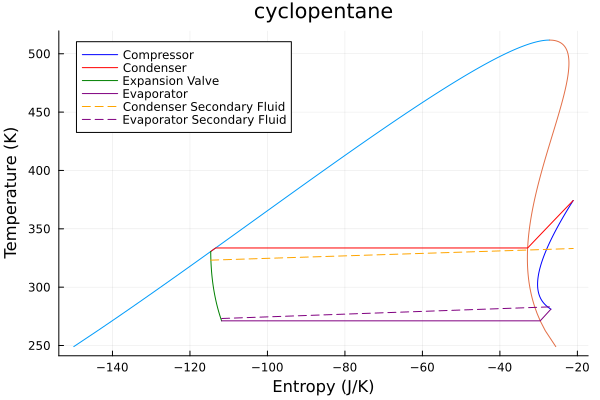 cyclopentane
Compressor
Condenser
Expansion Valve
Evaporator
Condenser Secondary Fluid
Evaporator Secondary Fluid
Temperature (K)
500
450
400
350
300
250
−140
−120
−100
−80
−60
−40
−20
Entropy (J/K)